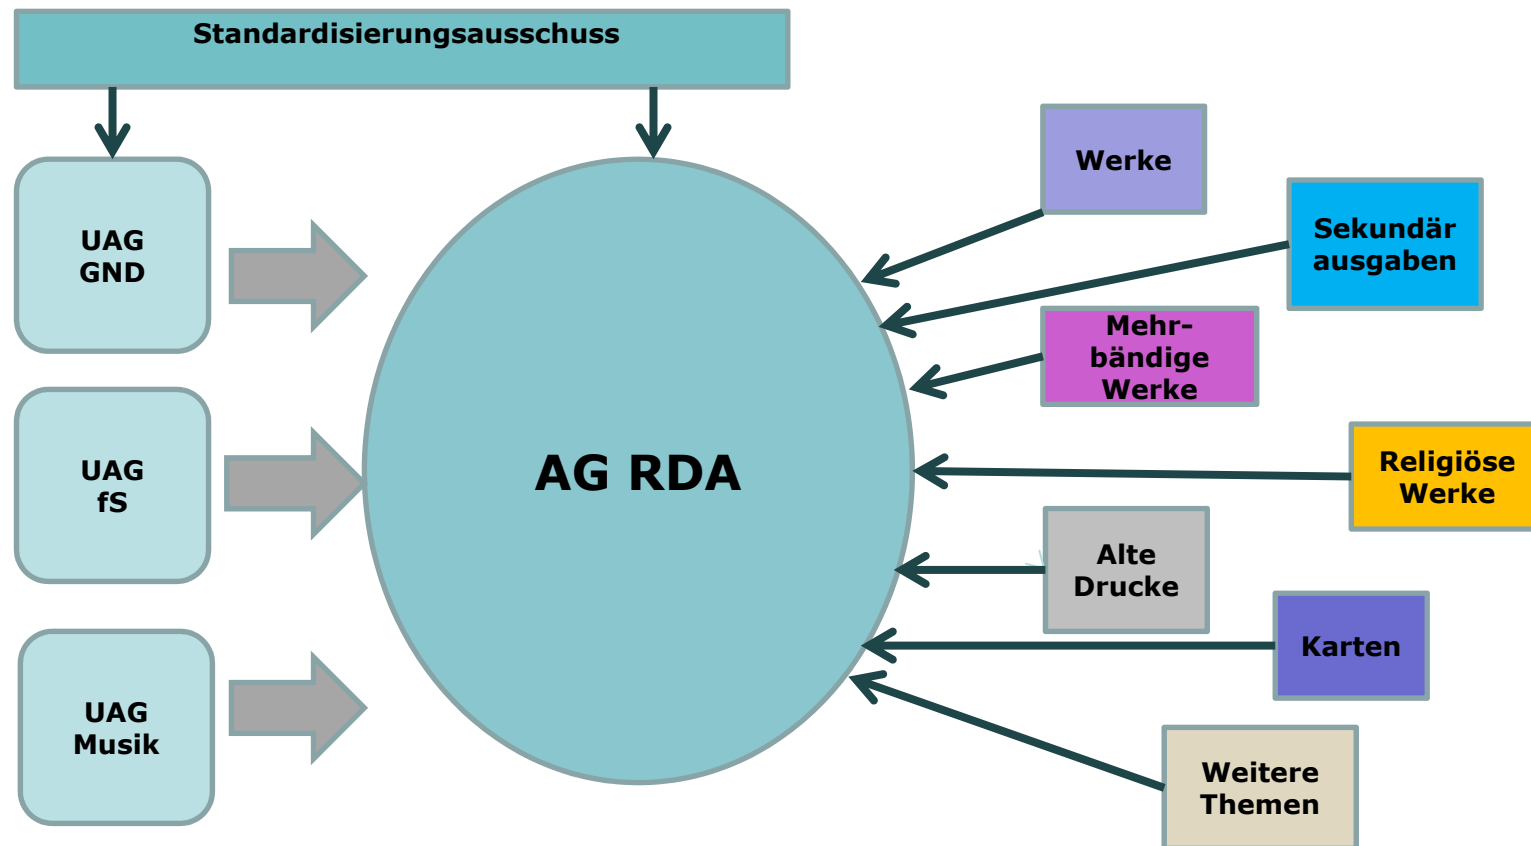 Standardisierungsausschuss
UAG
GND
UAG
fS
UAG
Musik
AG RDA
Werke
Sekundär
ausgaben
Mehr-
bändige
Werke
Religiöse
Werke
Alte
Drucke
Karten
Weitere
Themen